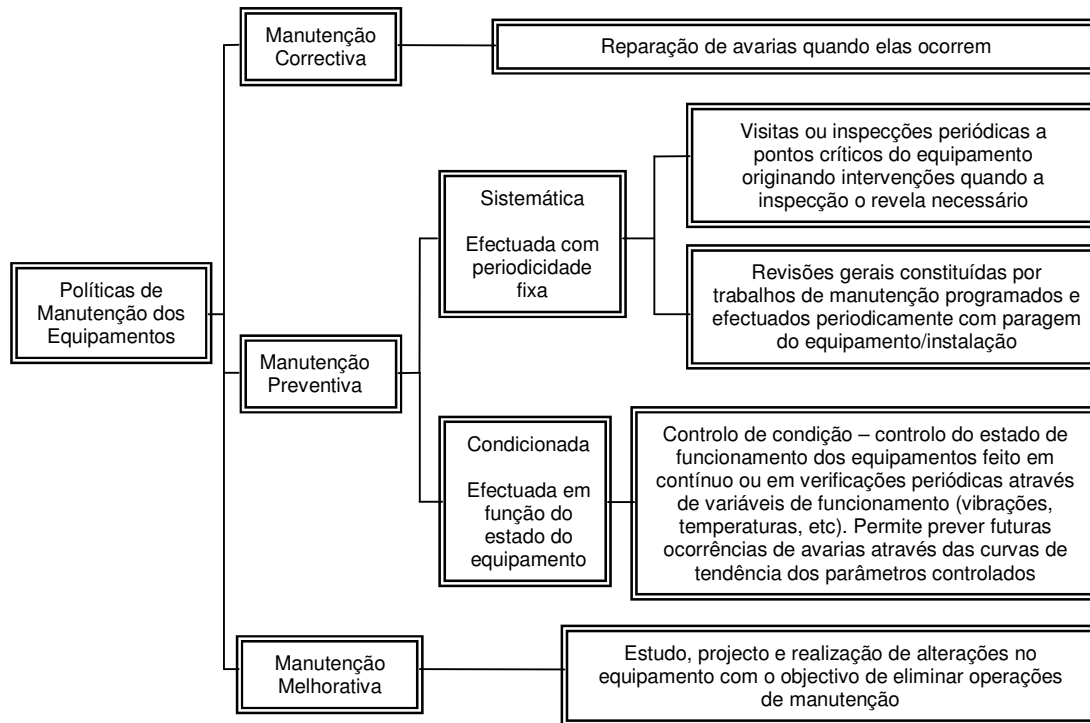 Manutenção
Correctiva
Reparação de avarias quando elas ocorrem
Visitas ou inspecções periódicas a
pontos críticos do equipamento
originando intervenções quando a
inspecção o revela necessário
Sistemática
Efectuada com
periodicidade
fixa
Revisões gerais constituídas por
trabalhos de manutenção programados e
efectuados periodicamente com paragem
do equipamento/instalação
Políticas de
Manutenção dos
Equipamentos
Manutenção
Preventiva
Condicionada
Efectuada em
função do
estado do
equipamento
Controlo de condição – controlo do estado de
funcionamento dos equipamentos feito em
contínuo ou em verificações periódicas através
de variáveis de funcionamento (vibrações,
temperaturas, etc). Permite prever futuras
ocorrências de avarias através das curvas de
tendência dos parâmetros controlados
Manutenção
Melhorativa
Estudo, projecto e realização de alterações no
equipamento com o objectivo de eliminar operações
de manutenção